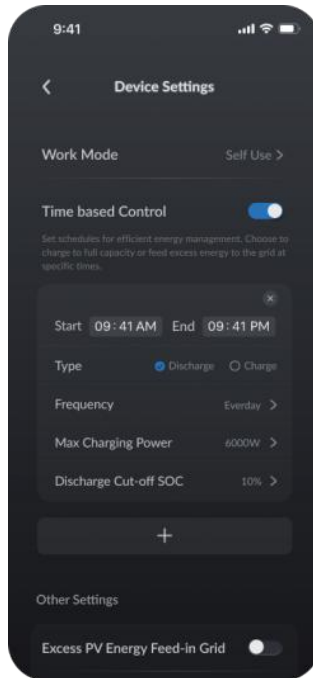 9:41
Device Settings
Work Mode Self Use >
Time based Control
Set schedules for efficient energy management. Choose to
charge to full capacity or feed excess energy to the grid at
specific times.
Start 09:41 AM End 09:41 PM
Type Discharge Charge
Frequency Everday >
Max Charging Power 6000W >
Discharge Cut-off SOC 10% >
+
Other Settings
Excess PV Energy Feed-in Grid